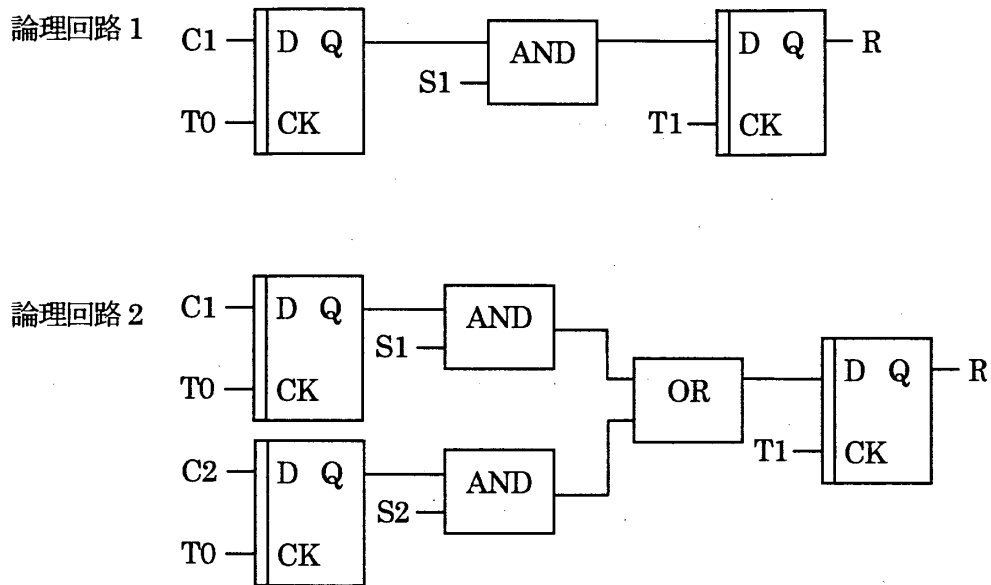 論理回路 1
C1
D Q
AND
D Q
R
S1
T0
CK
T1
CK
論理回路 2
C1
D Q
AND
S1
T0
CK
OR
D Q
R
T1
CK
C2
D Q
AND
S2
T0
CK